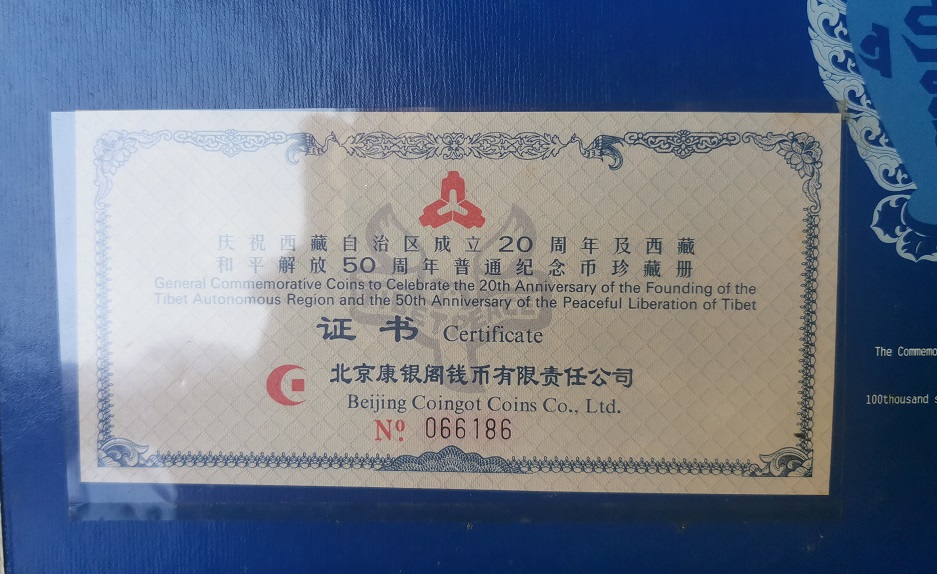 庆祝西藏自治区成立20周年及西藏
和平解放50周年普通纪念币珍藏册
General Commemorative Coins to Celebrate the 20th Anniversary of the Founding of the
Tibet Autonomous Region and the 50th Anniversary of the Peaceful Liberation of Tibet
证书 Certificate
北京康银阁钱币有限责任公司
Beijing Coingot Coins Co., Ltd.
Nº 066186
The Commemo
100thousand s